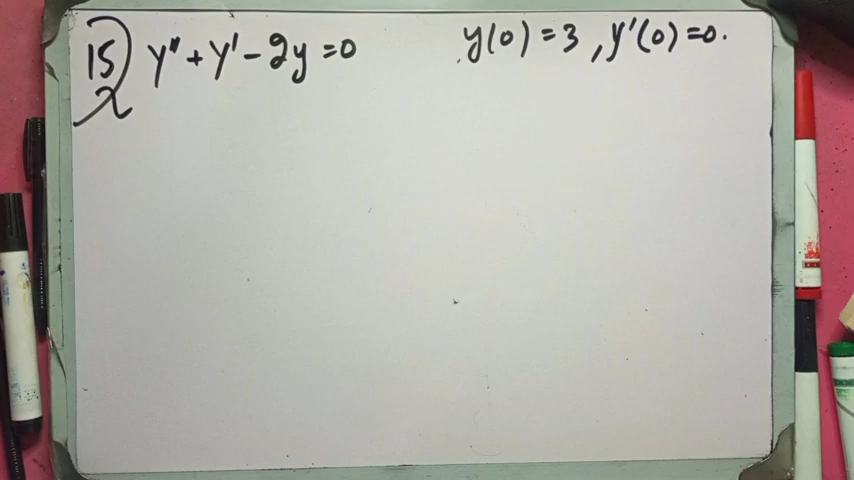 15) y" + y' - 2y = 0 y(0) = 3, y'(0) = 0.